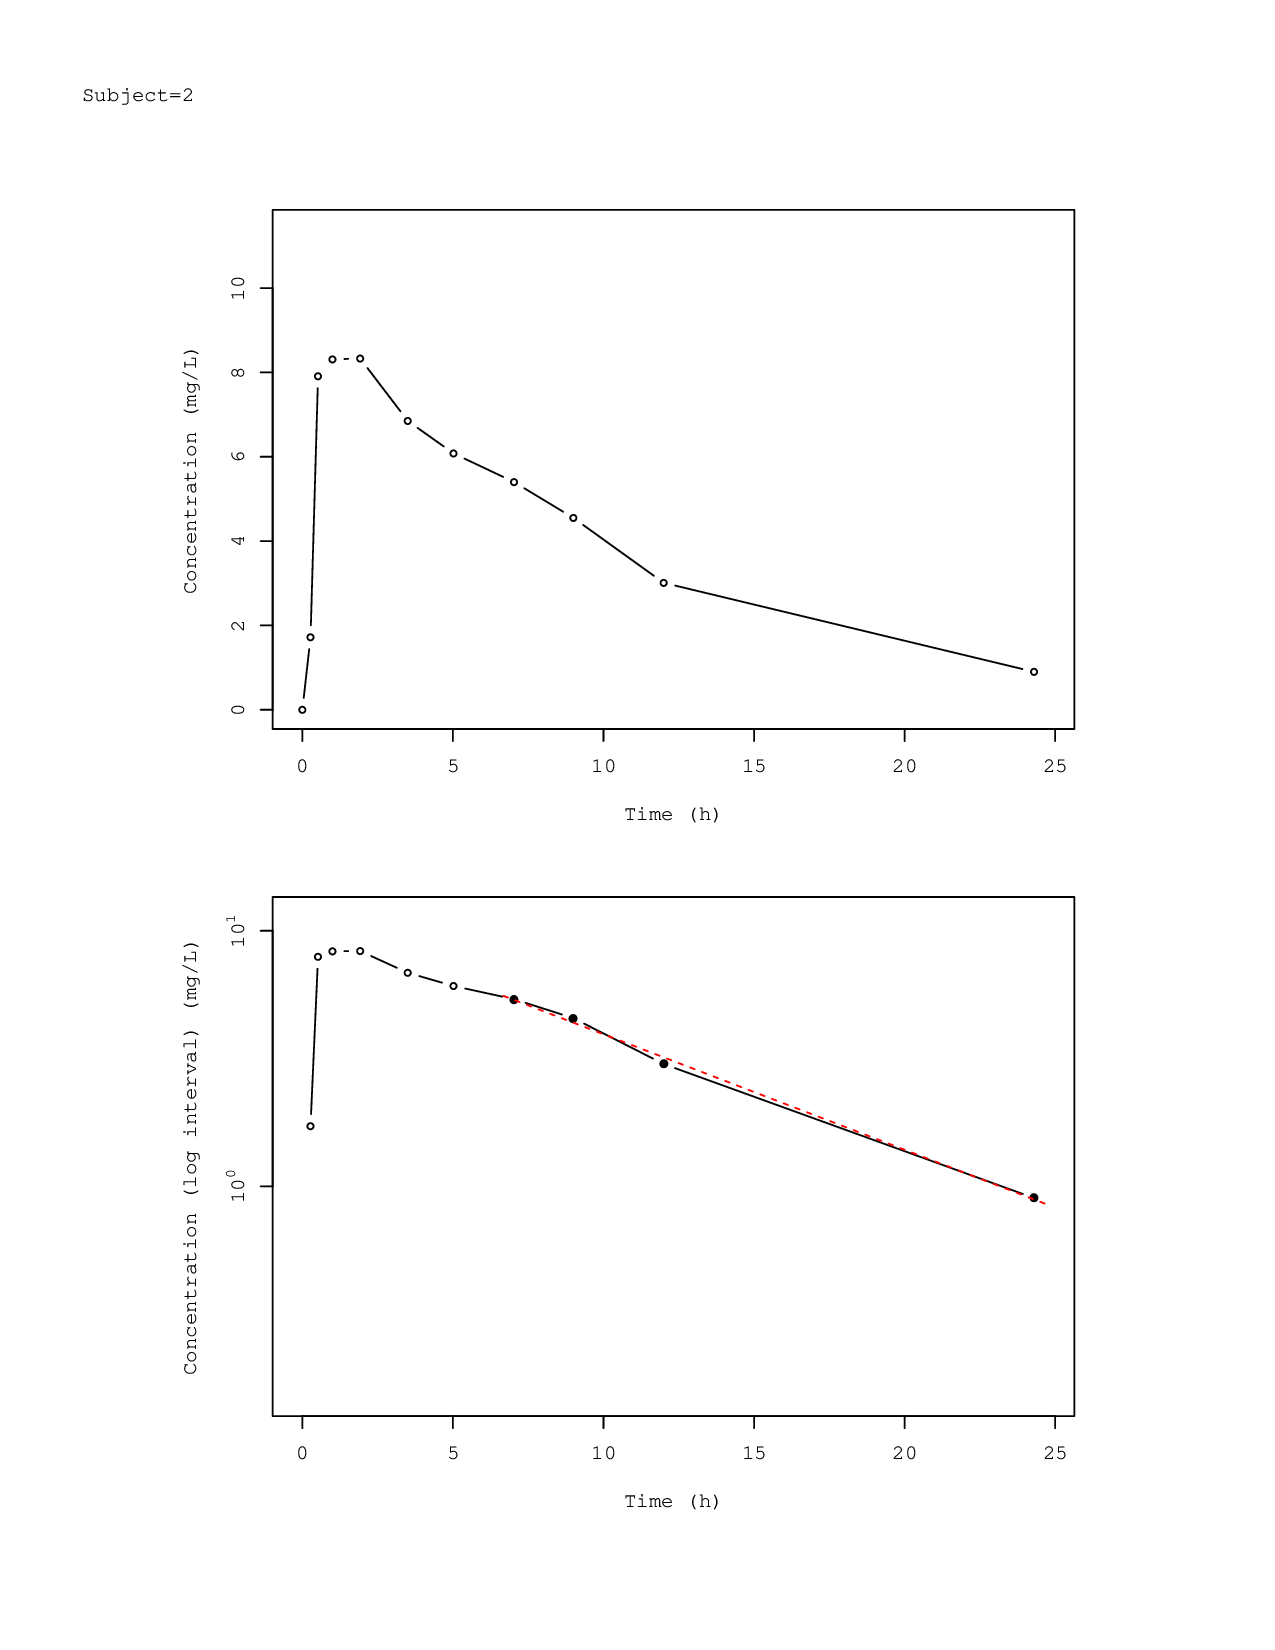 Subject=2
Concentration (mg/L)
10
8
6
4
2
0
0 5 10 15 20 25
Time (h)
Concentration (log interval) (mg/L)
10¹
10⁰
0 5 10 15 20 25
Time (h)